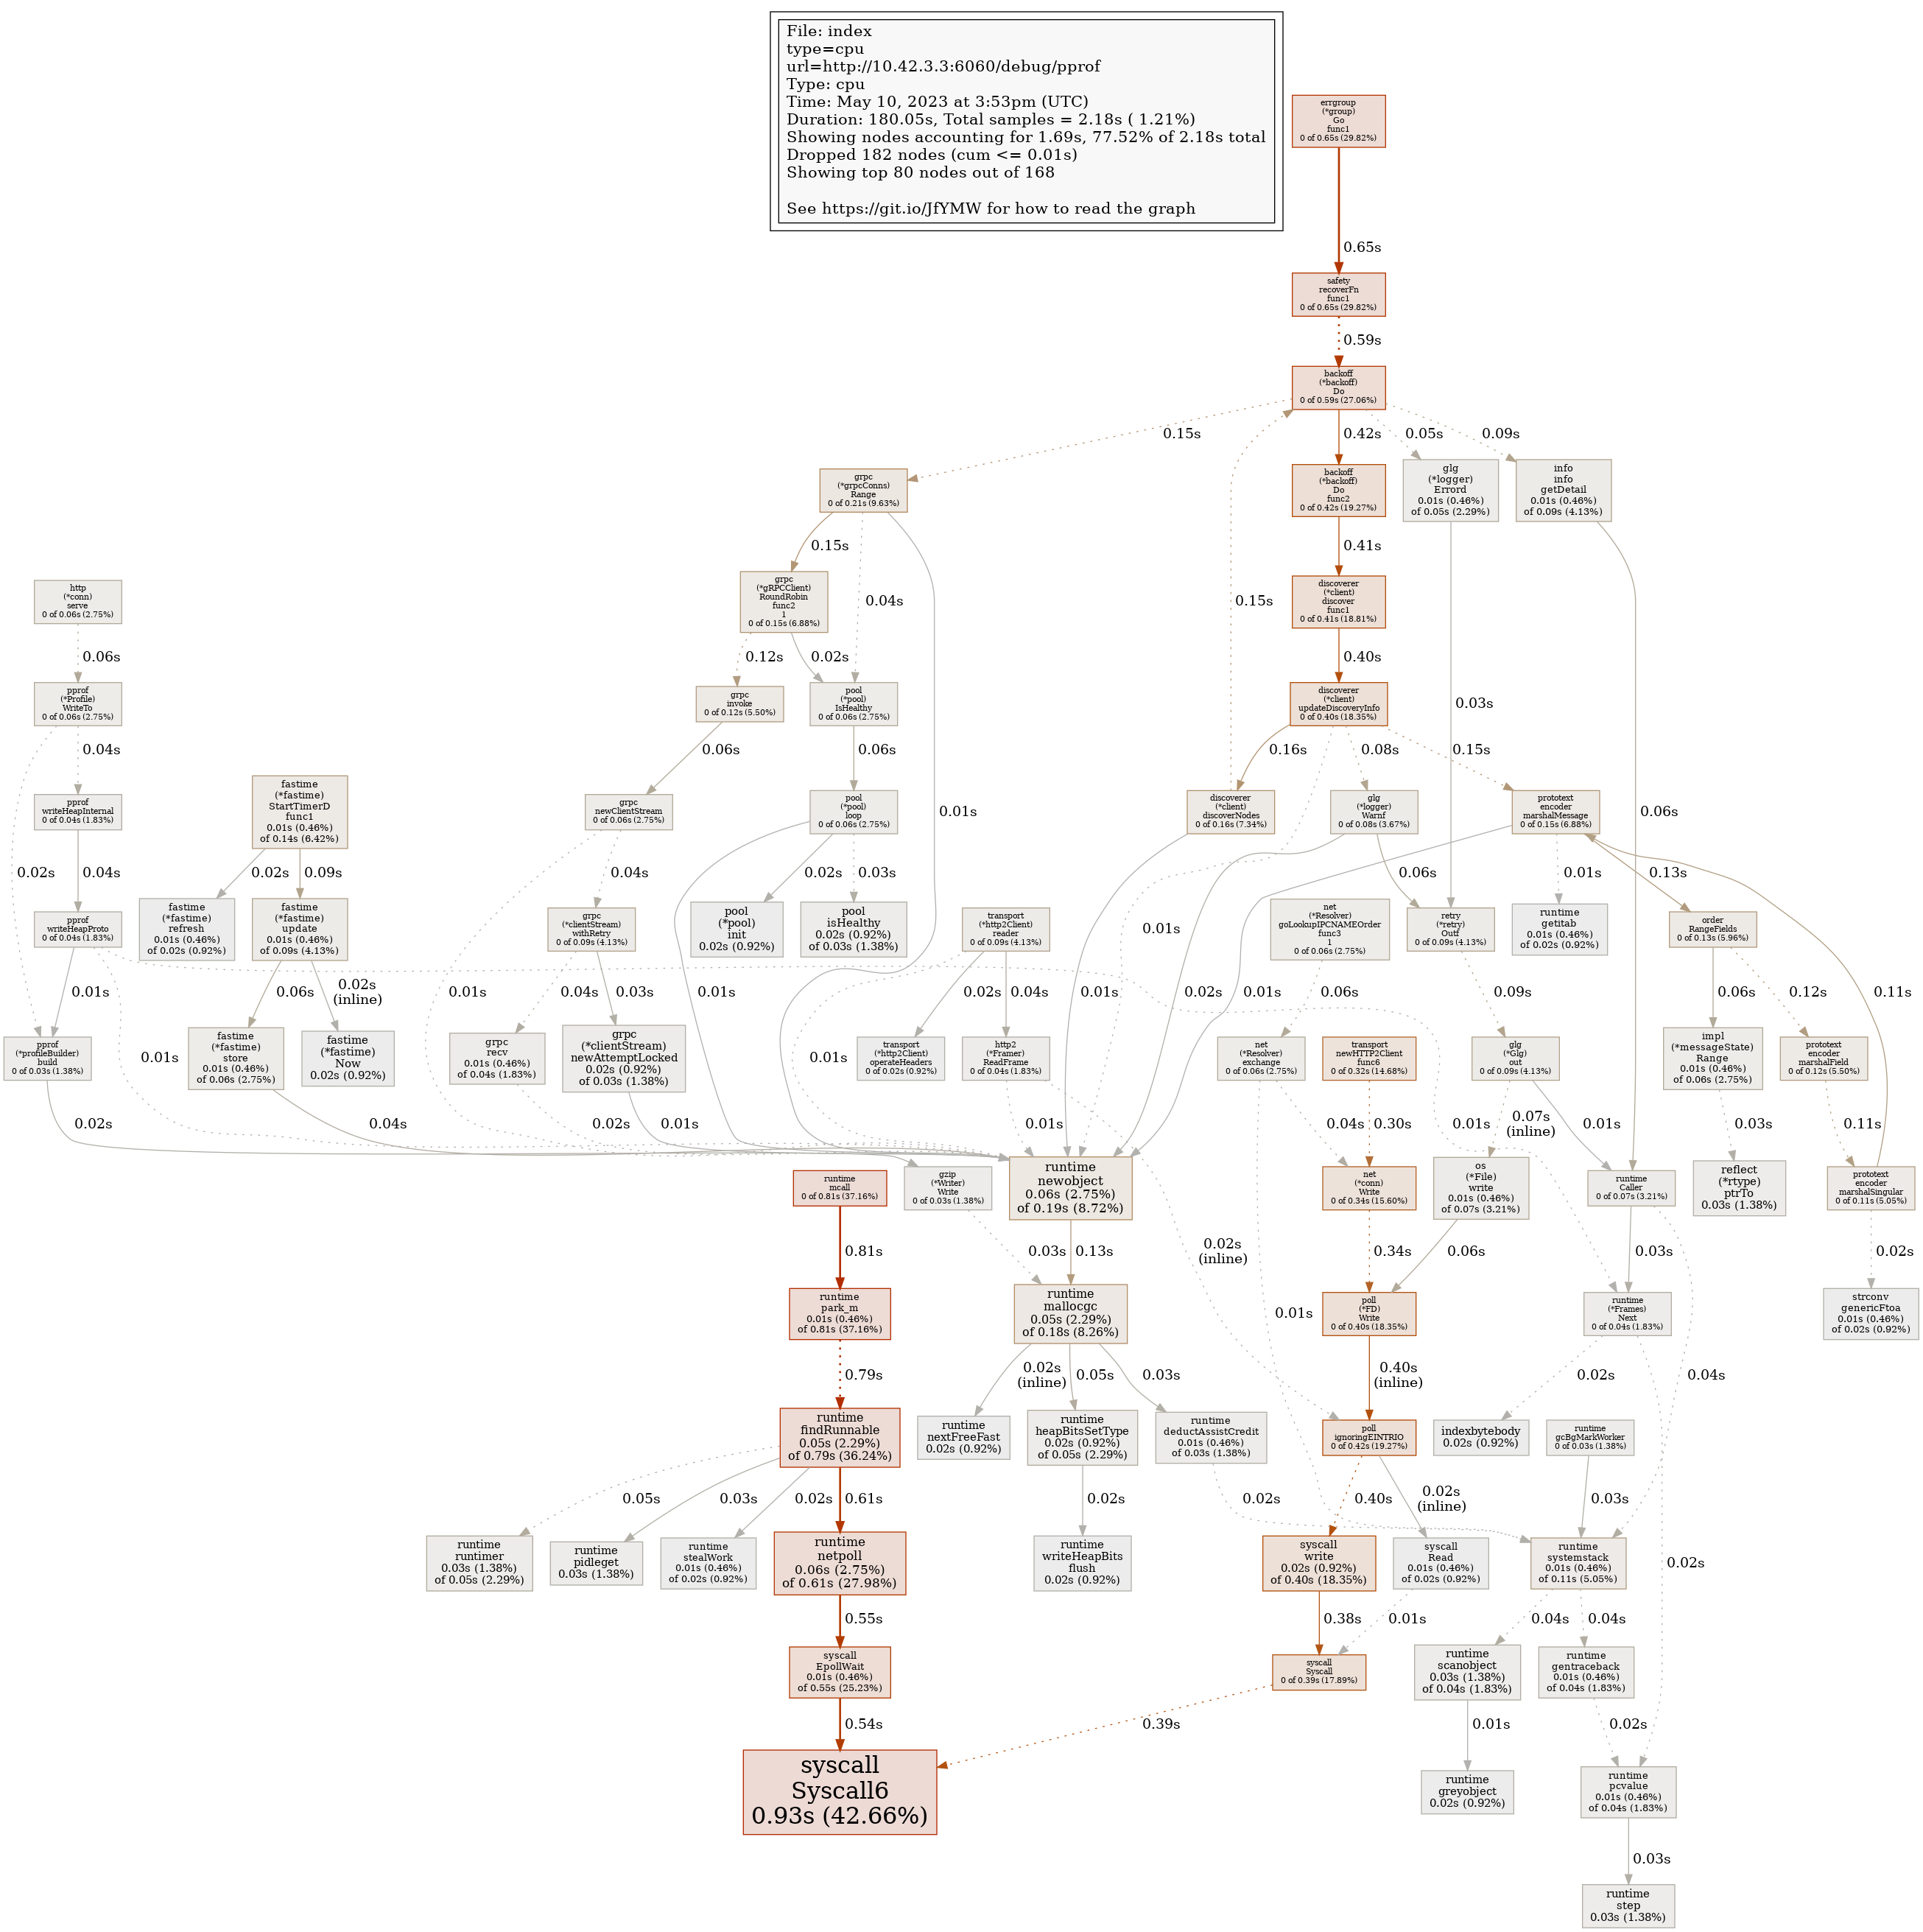 File: index
type=cpu
url=http://10.42.3.3:6060/debug/pprof
Type: cpu
Time: May 10, 2023 at 3:53pm (UTC)
Duration: 180.05s, Total samples = 2.18s ( 1.21%)
Showing nodes accounting for 1.69s, 77.52% of 2.18s total
Dropped 182 nodes (cum <= 0.01s)
Showing top 80 nodes out of 168
See https://git.io/JfYMW for how to read the graph
errgroup
(*group)
Go
func1
0 of 0.65s (29.82%)
0.65s
safety
recoverFn
func1
0 of 0.65s (29.82%)
0.59s
backoff
(*backoff)
Do
0 of 0.59s (27.06%)
0.15s
0.42s
0.05s
0.09s
grpc
(*grpcConns)
Range
0 of 0.21s (9.63%)
backoff
(*backoff)
Do
func2
0 of 0.42s (19.27%)
glg
(*logger)
Errord
0.01s (0.46%)
of 0.05s (2.29%)
info
info
getDetail
0.01s (0.46%)
of 0.09s (4.13%)
0.15s
0.04s
0.41s
http
(*conn)
serve
0 of 0.06s (2.75%)
grpc
(*gRPCClient)
RoundRobin
func2
1
0 of 0.15s (6.88%)
0.15s
discoverer
(*client)
discover
func1
0 of 0.41s (18.81%)
0.06s
0.12s
0.02s
0.40s
pprof
(*Profile)
WriteTo
0 of 0.06s (2.75%)
grpc
invoke
0 of 0.12s (5.50%)
pool
(*pool)
IsHealthy
0 of 0.06s (2.75%)
discoverer
(*client)
updateDiscoveryInfo
0 of 0.40s (18.35%)
0.03s
0.04s
0.06s
0.06s
0.16s
0.08s
0.15s
pprof
writeHeapInternal
0 of 0.04s (1.83%)
fastime
(*fastime)
StartTimerD
func1
0.01s (0.46%)
of 0.14s (6.42%)
grpc
newClientStream
0 of 0.06s (2.75%)
pool
(*pool)
loop
0 of 0.06s (2.75%)
0.01s
discoverer
(*client)
discoverNodes
0 of 0.16s (7.34%)
glg
(*logger)
Warnf
0 of 0.08s (3.67%)
prototext
encoder
marshalMessage
0 of 0.15s (6.88%)
0.06s
0.02s
0.04s
0.02s
0.09s
0.04s
0.02s
0.03s
0.06s
0.01s
0.13s
pprof
writeHeapProto
0 of 0.04s (1.83%)
fastime
(*fastime)
refresh
0.01s (0.46%)
of 0.02s (0.92%)
fastime
(*fastime)
update
0.01s (0.46%)
of 0.09s (4.13%)
grpc
(*clientStream)
withRetry
0 of 0.09s (4.13%)
pool
(*pool)
init
0.02s (0.92%)
pool
isHealthy
0.02s (0.92%)
of 0.03s (1.38%)
transport
(*http2Client)
reader
0 of 0.09s (4.13%)
0.01s
net
(*Resolver)
goLookupIPCNAMEOrder
func3
1
0 of 0.06s (2.75%)
retry
(*retry)
Outf
0 of 0.09s (4.13%)
runtime
getitab
0.01s (0.46%)
of 0.02s (0.92%)
order
RangeFields
0 of 0.13s (5.96%)
0.01s
0.06s
0.02s
(inline)
0.01s
0.04s
0.03s
0.01s
0.02s
0.04s
0.01s
0.02s
0.01s
0.06s
0.09s
0.06s
0.12s
0.11s
pprof
(*profileBuilder)
build
0 of 0.03s (1.38%)
0.01s
fastime
(*fastime)
store
0.01s (0.46%)
of 0.06s (2.75%)
fastime
(*fastime)
Now
0.02s (0.92%)
grpc
recv
0.01s (0.46%)
of 0.04s (1.83%)
grpc
(*clientStream)
newAttemptLocked
0.02s (0.92%)
of 0.03s (1.38%)
0.01s
transport
(*http2Client)
operateHeaders
0 of 0.02s (0.92%)
http2
(*Framer)
ReadFrame
0 of 0.04s (1.83%)
net
(*Resolver)
exchange
0 of 0.06s (2.75%)
transport
newHTTP2Client
func6
0 of 0.32s (14.68%)
glg
(*Glg)
out
0 of 0.09s (4.13%)
impl
(*messageState)
Range
0.01s (0.46%)
of 0.06s (2.75%)
prototext
encoder
marshalField
0 of 0.12s (5.50%)
0.02s
0.04s
0.02s
0.01s
0.01s
0.04s
0.30s
0.01s
0.07s
(inline)
0.01s
0.03s
0.11s
runtime
mcall
0 of 0.81s (37.16%)
gzip
(*Writer)
Write
0 of 0.03s (1.38%)
runtime
newobject
0.06s (2.75%)
of 0.19s (8.72%)
net
(*conn)
Write
0 of 0.34s (15.60%)
os
(*File)
write
0.01s (0.46%)
of 0.07s (3.21%)
runtime
Caller
0 of 0.07s (3.21%)
reflect
(*rtype)
ptrTo
0.03s (1.38%)
prototext
encoder
marshalSingular
0 of 0.11s (5.05%)
0.81s
0.03s
0.13s
0.02s
(inline)
0.34s
0.06s
0.03s
0.02s
runtime
park_m
0.01s (0.46%)
of 0.81s (37.16%)
runtime
mallocgc
0.05s (2.29%)
of 0.18s (8.26%)
0.01s
poll
(*FD)
Write
0 of 0.40s (18.35%)
runtime
(*Frames)
Next
0 of 0.04s (1.83%)
strconv
genericFtoa
0.01s (0.46%)
of 0.02s (0.92%)
0.79s
0.02s
(inline)
0.05s
0.03s
0.40s
(inline)
0.02s
0.04s
runtime
findRunnable
0.05s (2.29%)
of 0.79s (36.24%)
runtime
nextFreeFast
0.02s (0.92%)
runtime
heapBitsSetType
0.02s (0.92%)
of 0.05s (2.29%)
runtime
deductAssistCredit
0.01s (0.46%)
of 0.03s (1.38%)
poll
ignoringEINTRIO
0 of 0.42s (19.27%)
indexbytebody
0.02s (0.92%)
runtime
gcBgMarkWorker
0 of 0.03s (1.38%)
0.05s
0.03s
0.02s
0.61s
0.02s
0.02s
0.40s
0.02s
(inline)
0.03s
runtime
runtimer
0.03s (1.38%)
of 0.05s (2.29%)
runtime
pidleget
0.03s (1.38%)
runtime
stealWork
0.01s (0.46%)
of 0.02s (0.92%)
runtime
netpoll
0.06s (2.75%)
of 0.61s (27.98%)
runtime
writeHeapBits
flush
0.02s (0.92%)
syscall
write
0.02s (0.92%)
of 0.40s (18.35%)
syscall
Read
0.01s (0.46%)
of 0.02s (0.92%)
runtime
systemstack
0.01s (0.46%)
of 0.11s (5.05%)
0.02s
0.55s
0.38s
0.01s
0.04s
0.04s
syscall
EpollWait
0.01s (0.46%)
of 0.55s (25.23%)
syscall
Syscall
0 of 0.39s (17.89%)
runtime
scanobject
0.03s (1.38%)
of 0.04s (1.83%)
runtime
gentraceback
0.01s (0.46%)
of 0.04s (1.83%)
0.54s
0.39s
0.01s
0.02s
syscall
Syscall6
0.93s (42.66%)
runtime
greyobject
0.02s (0.92%)
runtime
pcvalue
0.01s (0.46%)
of 0.04s (1.83%)
0.03s
runtime
step
0.03s (1.38%)